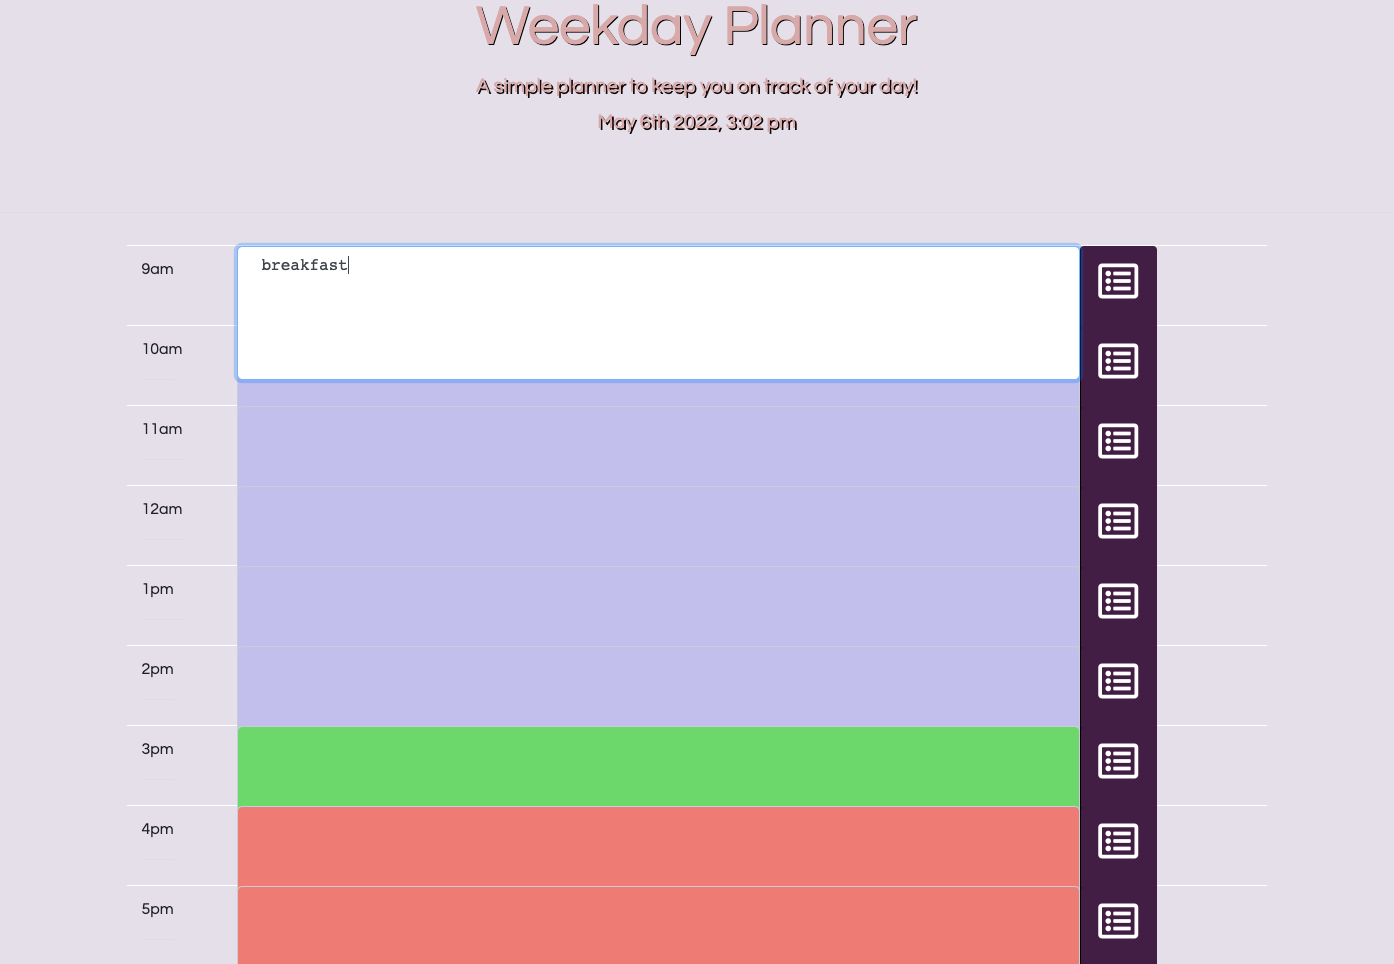 Weekday Planner
A simple planner to keep you on track of your day!
May 6th 2022, 3:02 pm
9am
breakfast
10am
11am
12am
1pm
2pm
3pm
4pm
5pm